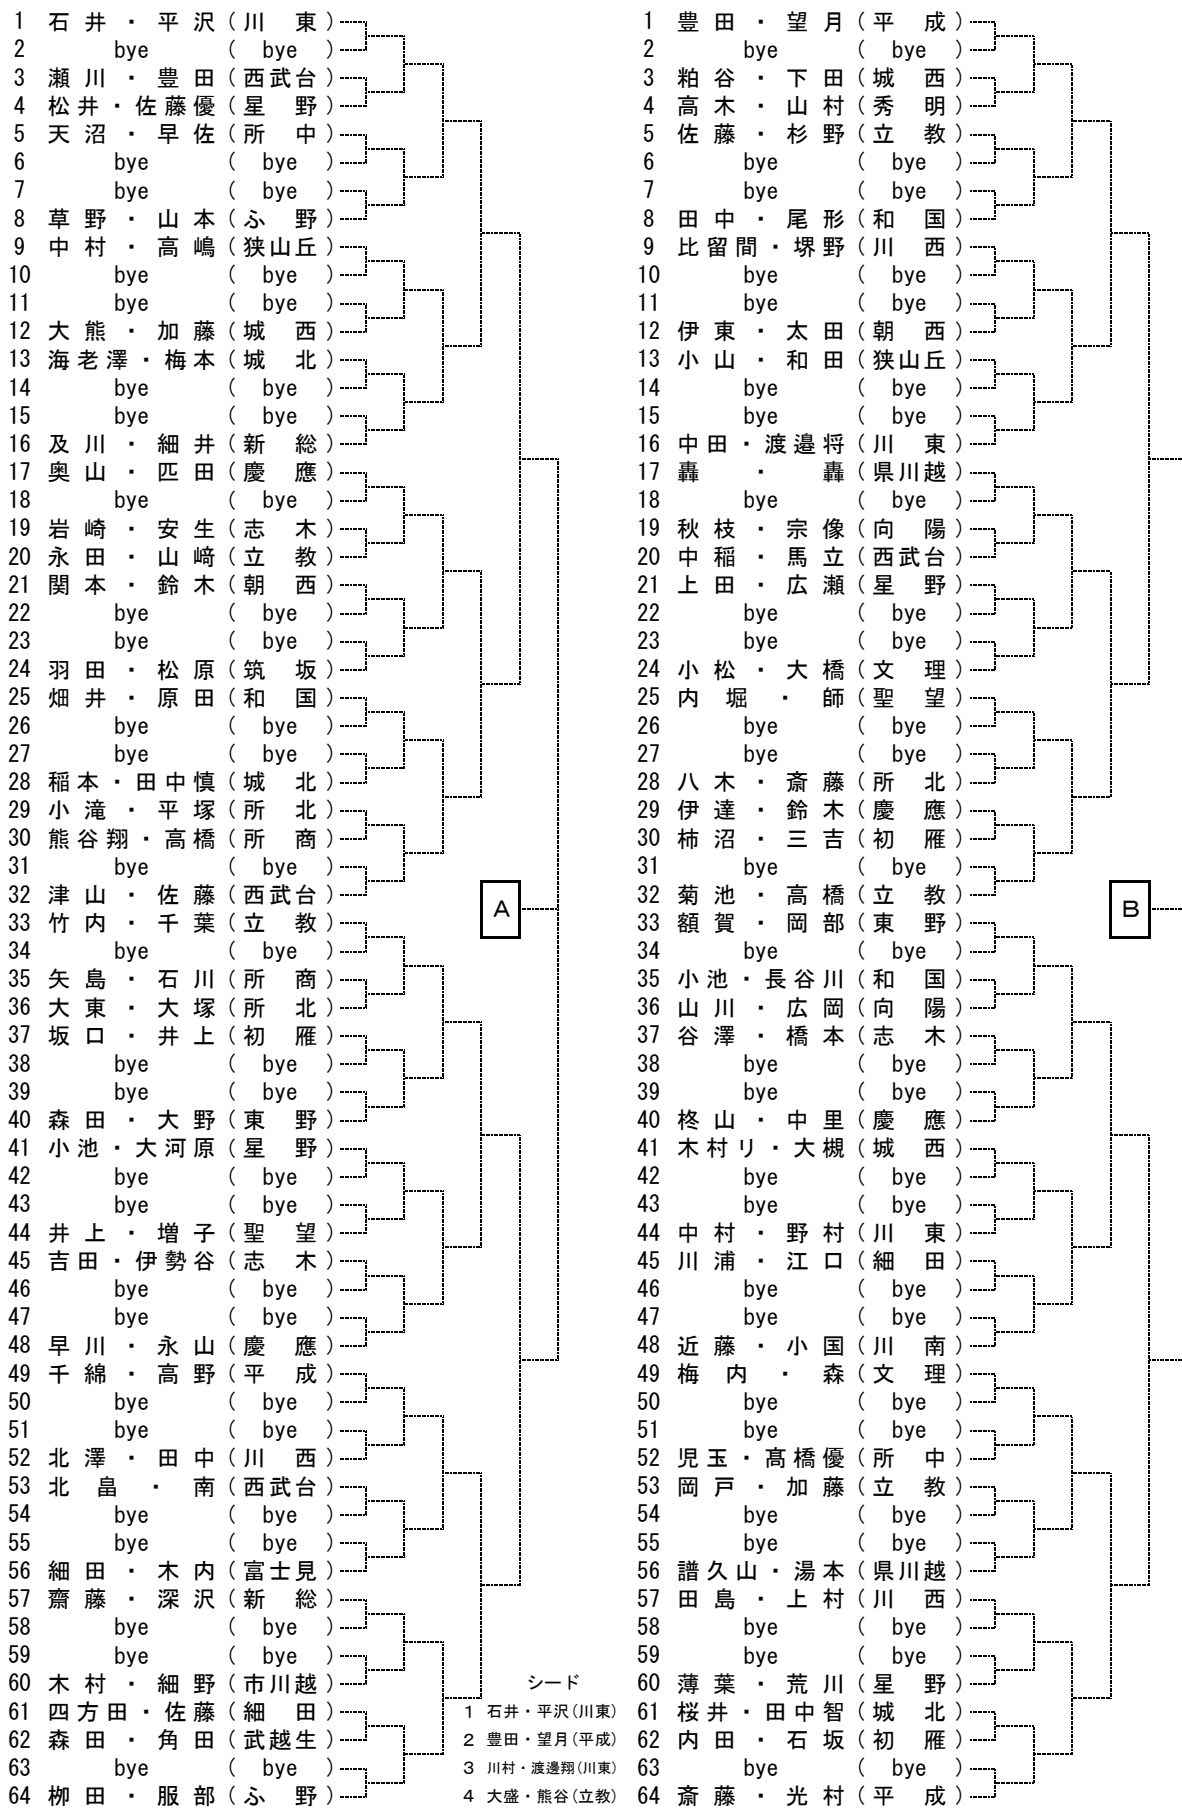 1 石井・平沢(川東)
2 bye (bye)
3 瀬川・豊田(西武台)
4 松井・佐藤優(星野)
5 天沼・早佐(所中)
6 bye (bye)
7 bye (bye)
8 草野・山本(ふ野)
9 中村・高嶋(狭山丘)
10 bye (bye)
11 bye (bye)
12 大熊・加藤(城西)
13 海老澤・梅本(城北)
14 bye (bye)
15 bye (bye)
16 及川・細井(新総)
17 奥山・匹田(慶應)
18 bye (bye)
19 岩崎・安生(志木)
20 永田・山﨑(立教)
21 関本・鈴木(朝西)
22 bye (bye)
23 bye (bye)
24 羽田・松原(筑坂)
25 畑井・原田(和国)
26 bye (bye)
27 bye (bye)
28 稲本・田中慎(城北)
29 小滝・平塚(所北)
30 熊谷翔・高橋(所商)
31 bye (bye)
32 津山・佐藤(西武台)
33 竹内・千葉(立教)
34 bye (bye)
35 矢島・石川(所商)
36 大東・大塚(所北)
37 坂口・井上(初雁)
38 bye (bye)
39 bye (bye)
40 森田・大野(東野)
41 小池・大河原(星野)
42 bye (bye)
43 bye (bye)
44 井上・増子(聖望)
45 吉田・伊勢谷(志木)
46 bye (bye)
47 bye (bye)
48 早川・永山(慶應)
49 千綿・高野(平成)
50 bye (bye)
51 bye (bye)
52 北澤・田中(川西)
53 北畠・南(西武台)
54 bye (bye)
55 bye (bye)
56 細田・木内(富士見)
57 齋藤・深沢(新総)
58 bye (bye)
59 bye (bye)
60 木村・細野(市川越)
61 四方田・佐藤(細田)
62 森田・角田(武越生)
63 bye (bye)
64 栁田・服部(ふ野)
A
シード
1 石井・平沢(川東)
2 豊田・望月(平成)
3 川村・渡邊翔(川東)
4 大盛・熊谷(立教)
1 豊田・望月(平成)
2 bye (bye)
3 粕谷・下田(城西)
4 高木・山村(秀明)
5 佐藤・杉野(立教)
6 bye (bye)
7 bye (bye)
8 田中・尾形(和国)
9 比留間・堺野(川西)
10 bye (bye)
11 bye (bye)
12 伊東・太田(朝西)
13 小山・和田(狭山丘)
14 bye (bye)
15 bye (bye)
16 中田・渡邉将(川東)
17 轟・轟(県川越)
18 bye (bye)
19 秋枝・宗像(向陽)
20 中稲・馬立(西武台)
21 上田・広瀬(星野)
22 bye (bye)
23 bye (bye)
24 小松・大橋(文理)
25 内堀・師(聖望)
26 bye (bye)
27 bye (bye)
28 八木・斎藤(所北)
29 伊達・鈴木(慶應)
30 柿沼・三吉(初雁)
31 bye (bye)
32 菊池・高橋(立教)
33 額賀・岡部(東野)
34 bye (bye)
35 小池・長谷川(和国)
36 山川・広岡(向陽)
37 谷澤・橋本(志木)
38 bye (bye)
39 bye (bye)
40 柊山・中里(慶應)
41 木村リ・大槻(城西)
42 bye (bye)
43 bye (bye)
44 中村・野村(川東)
45 川浦・江口(細田)
46 bye (bye)
47 bye (bye)
48 近藤・小国(川南)
49 梅内・森(文理)
50 bye (bye)
51 bye (bye)
52 児玉・髙橋優(所中)
53 岡戸・加藤(立教)
54 bye (bye)
55 bye (bye)
56 譜久山・湯本(県川越)
57 田島・上村(川西)
58 bye (bye)
59 bye (bye)
60 薄葉・荒川(星野)
61 桜井・田中智(城北)
62 内田・石坂(初雁)
63 bye (bye)
64 斎藤・光村(平成)
B